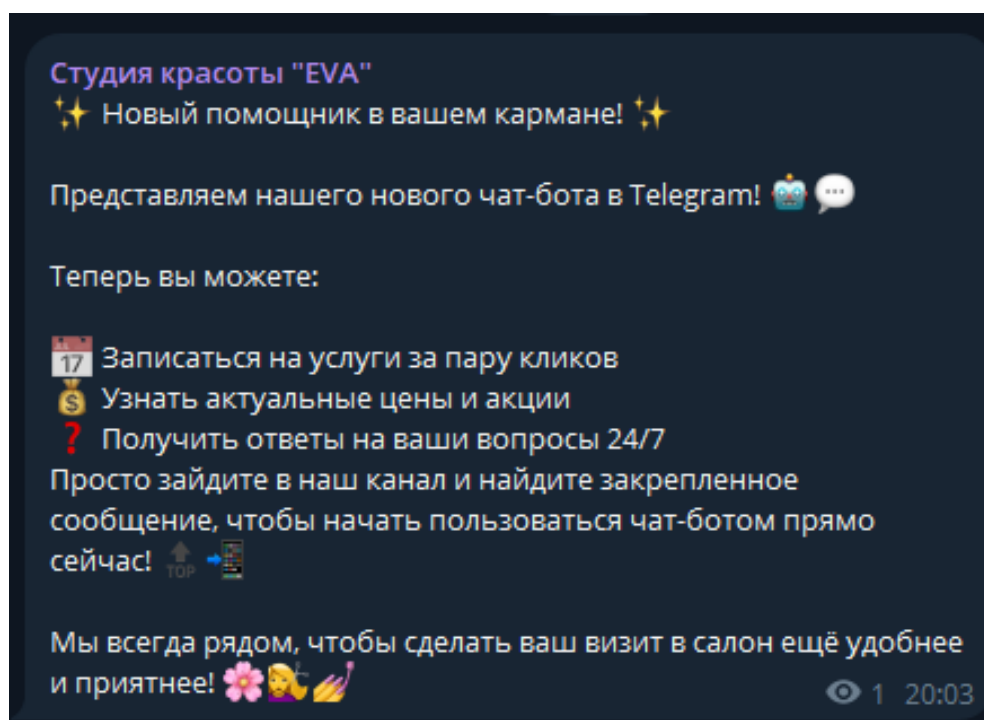 Студия красоты "EVA"
✨ Новый помощник в вашем кармане! ✨
Представляем нашего нового чат-бота в Telegram! 🤖💬
Теперь вы можете:
📅 Записаться на услуги за пару кликов
💰 Узнать актуальные цены и акции
❓ Получить ответы на ваши вопросы 24/7
Просто зайдите в наш канал и найдите закрепленное
сообщение, чтобы начать пользоваться чат-ботом прямо
сейчас! 🔝 📲
Мы всегда рядом, чтобы сделать ваш визит в салон ещё удобнее
и приятнее! 🌸💇‍♀️💅
1 20:03